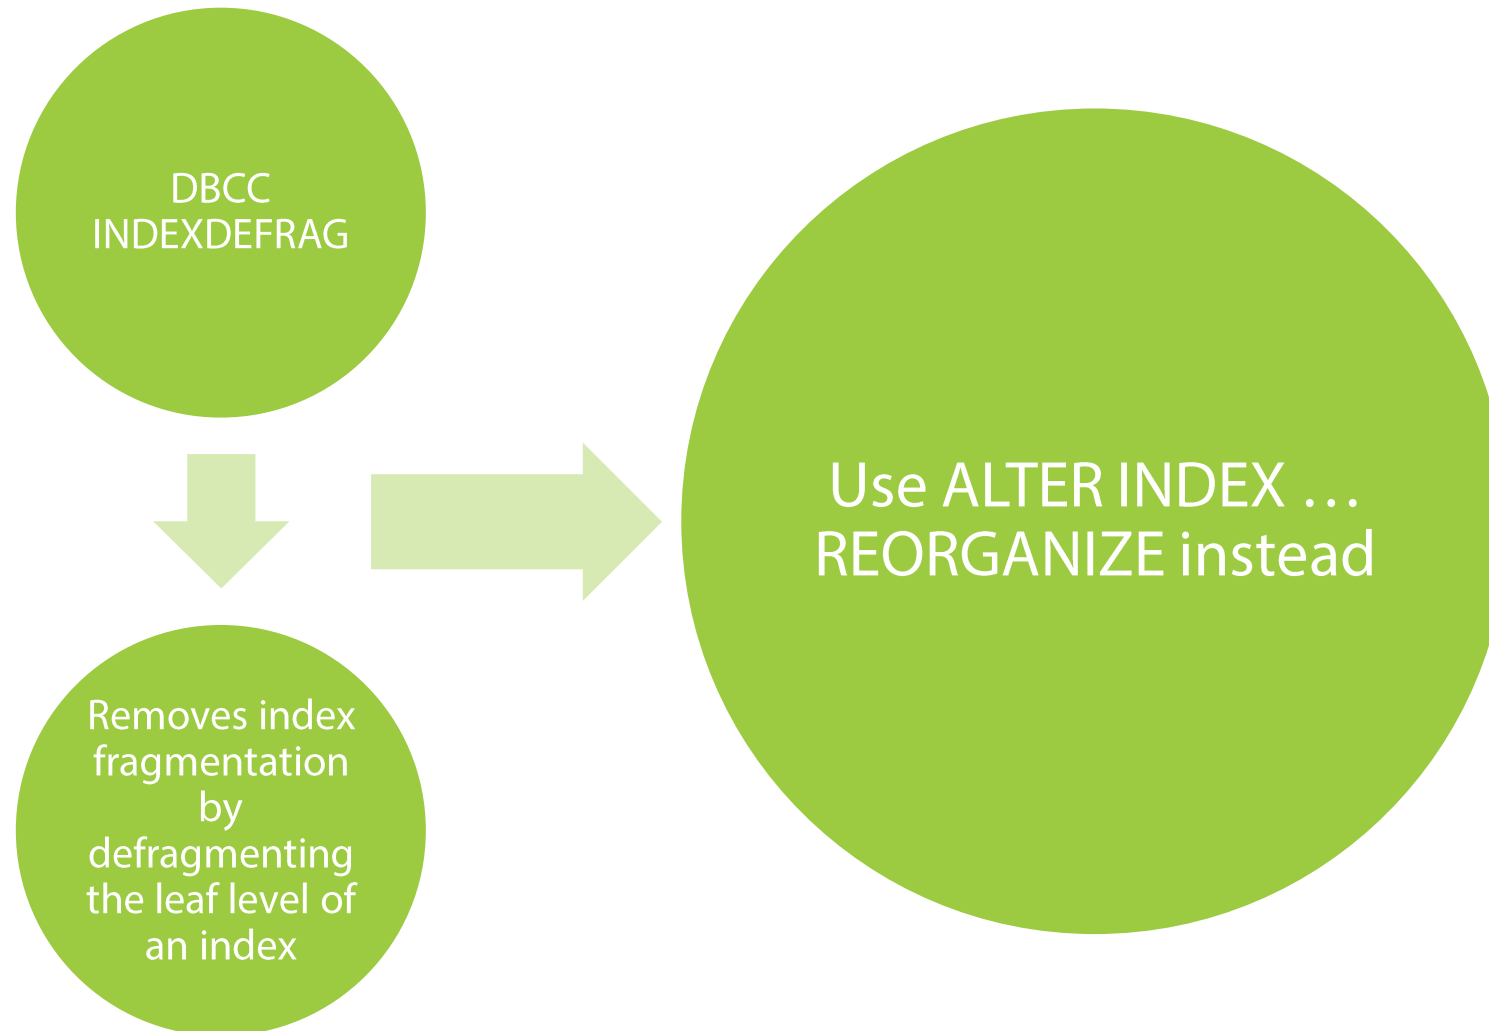 DBCC
INDEXDEFRAG
Removes index
fragmentation
by
defragmenting
the leaf level of
an index
Use ALTER INDEX …
REORGANIZE instead